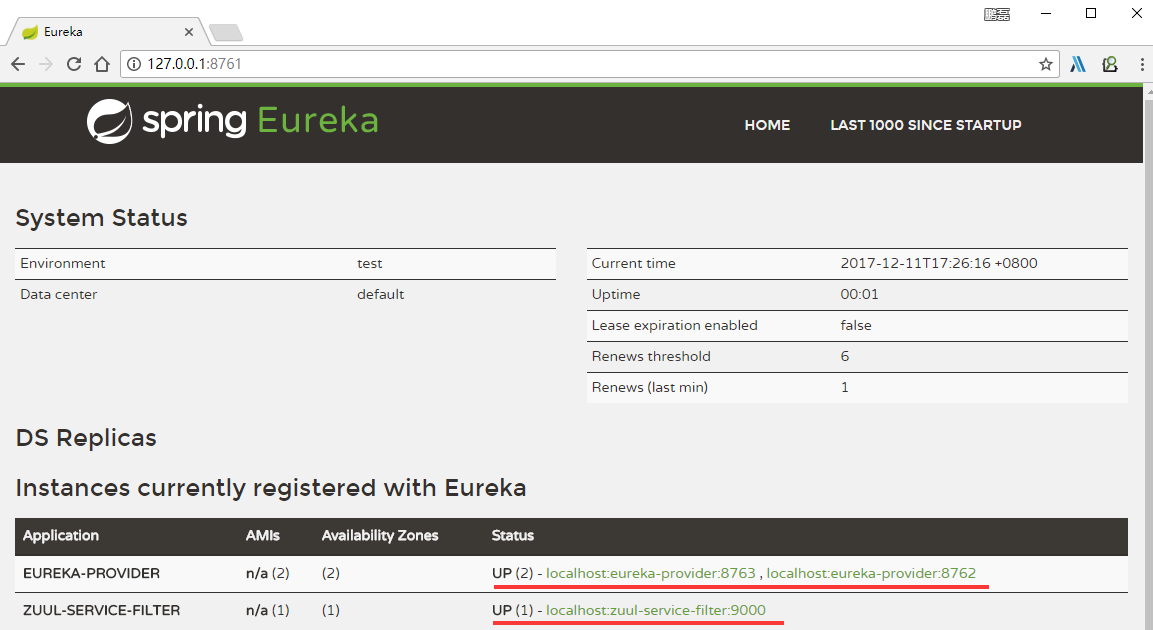 鹏磊
Eureka
127.0.0.1:8761
spring Eureka
HOME LAST 1000 SINCE STARTUP
System Status
Environment test
Data center default
Current time 2017-12-11T17:26:16 +0800
Uptime 00:01
Lease expiration enabled false
Renews threshold 6
Renews (last min) 1
DS Replicas
Instances currently registered with Eureka
Application AMIs Availability Zones Status
EUREKA-PROVIDER n/a (2) (2) UP (2) - localhost:eureka-provider:8763 , localhost:eureka-provider:8762
ZUUL-SERVICE-FILTER n/a (1) (1) UP (1) - localhost:zuul-service-filter:9000